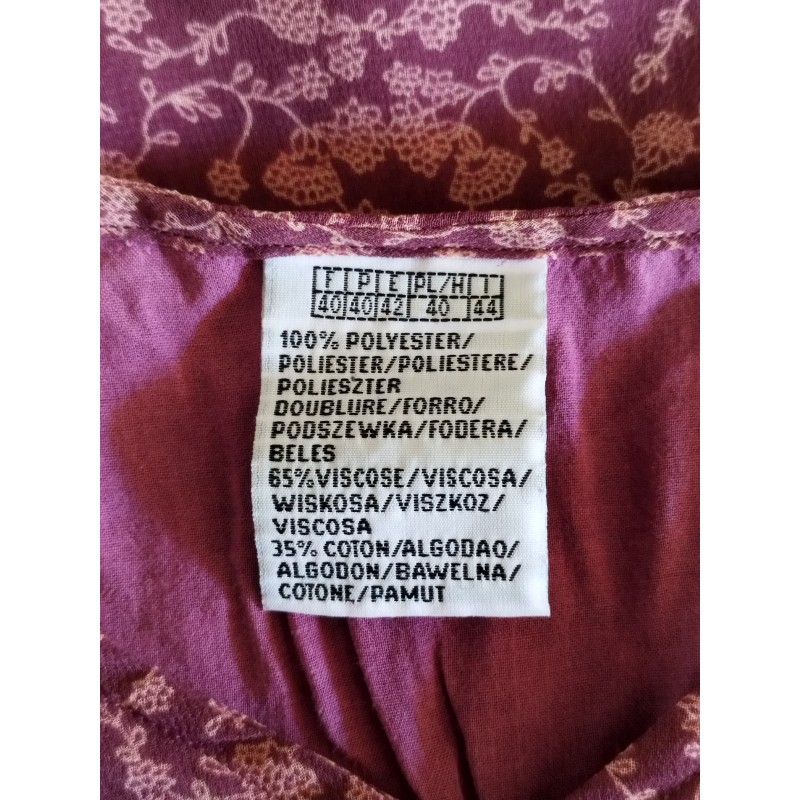 F P E PL/H I
40 40 42 40 44
100% POLYESTER/
POLIESTER/POLIESTERE/
POLIESZTER
DOUBLURE/FORRO/
PODSZEWKA/FODERA/
BELES
65%VISCOSE/VISCOSA/
WISKOSA/VISZKOZ/
VISCOSA
35% COTON/ALGODAO/
ALGODON/BAWELNA/
COTONE/PAMUT